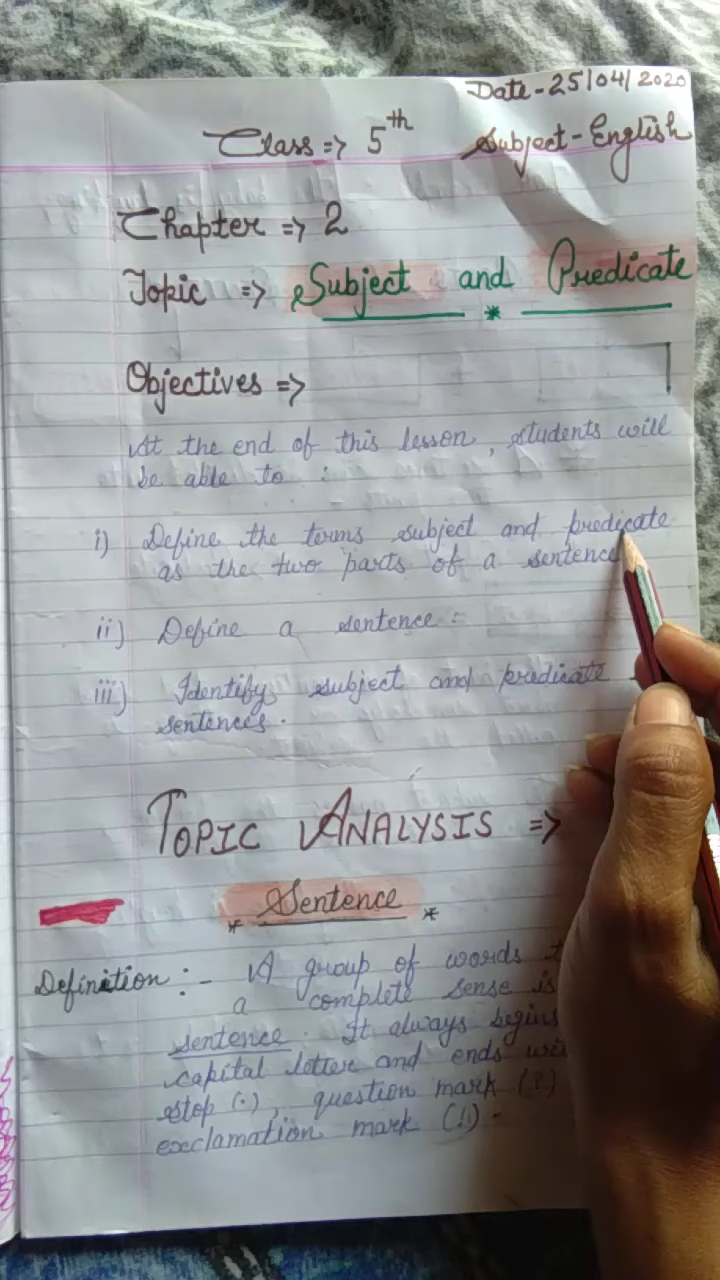 Date - 25/04/2020
Class => 5th Subject - English
Chapter => 2
Topic => Subject and Predicate
Objectives =>
At the end of this lesson, students will
be able to :
i) Define the terms subject and predicate
as the two parts of a sentence
ii) Define a sentence.
iii) Identify subject and predicate
sentences.
TOPIC ANALYSIS =>
* Sentence *
Definition :- A group of words
a complete sense is
sentence. It always begins
capital letter and ends
stop (.), question mark (?)
exclamation mark (!).